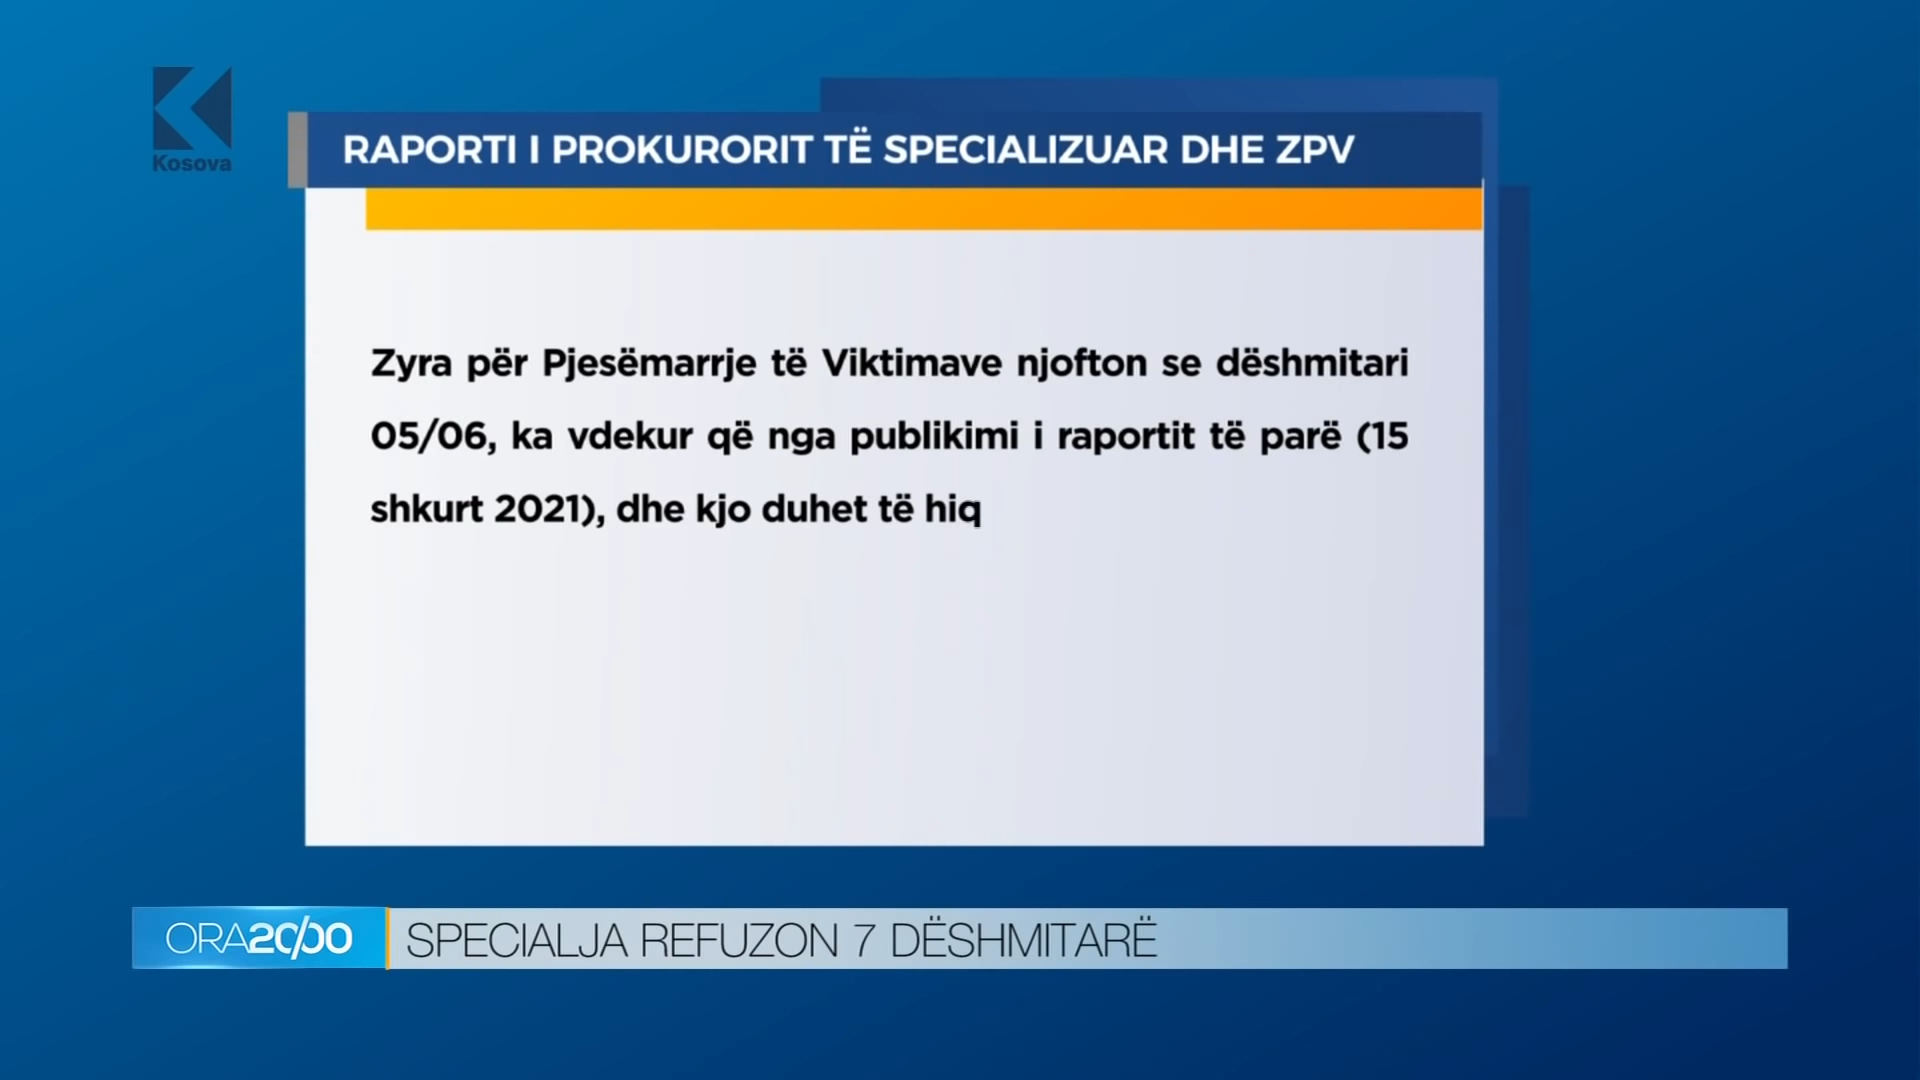 Kosova
RAPORTI I PROKURORIT TË SPECIALIZUAR DHE ZPV
Zyra për Pjesëmarrje të Viktimave njofton se dëshmitari
05/06, ka vdekur që nga publikimi i raportit të parë (15
shkurt 2021), dhe kjo duhet të hiq
ORA20/00 SPECIALJA REFUZON 7 DËSHMITARË